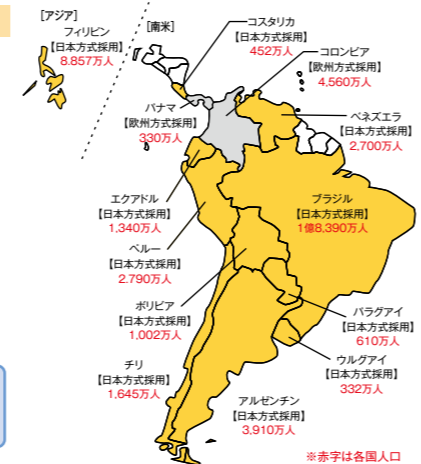 [アジア]
フィリピン
【日本方式採用】
8.857万人
[南米]
コスタリカ
【日本方式採用】
452万人
コロンビア
【欧州方式採用】
4,560万人
パナマ
【欧州方式採用】
330万人
ベネズエラ
【日本方式採用】
2,700万人
エクアドル
【日本方式採用】
1,340万人
ブラジル
【日本方式採用】
1億8,390万人
ペルー
【日本方式採用】
2.790万人
ボリビア
【日本方式採用】
1.002万人
パラグアイ
【日本方式採用】
610万人
ウルグアイ
【日本方式採用】
332万人
チリ
【日本方式採用】
1,645万人
アルゼンチン
【日本方式採用】
3,910万人
※赤字は各国人口